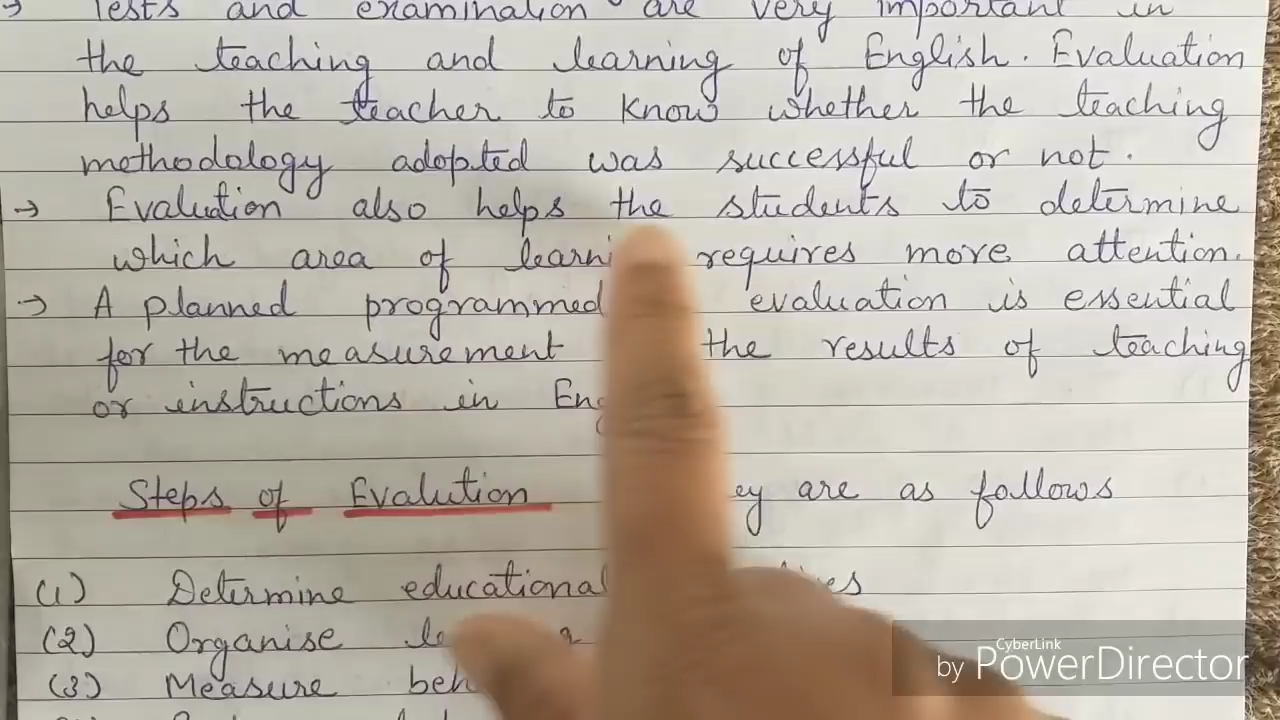 → Tests and examination are very important in
the teaching and learning of English. Evaluation
helps the teacher to know whether the teaching
methodology adopted was successful or not.
→ Evaluation also helps the students to determine
which area of requires more attention.
→ A planned programmed evaluation is essential
for the measurement the results of teaching
or instructions in
Steps of Evalution are as follows
(1) Determine educational
(2) Organise
(3) Measure
CyberLink
by PowerDirector